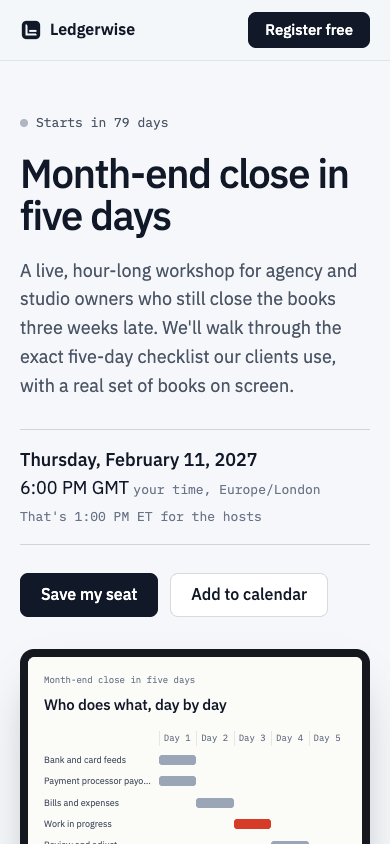 Ledgerwise
Register free
Starts in 79 days
Month-end close in
five days
A live, hour-long workshop for agency and
studio owners who still close the books
three weeks late. We'll walk through the
exact five-day checklist our clients use,
with a real set of books on screen.
Thursday, February 11, 2027
6:00 PM GMT your time, Europe/London
That's 1:00 PM ET for the hosts
Save my seat
Add to calendar
Month-end close in five days
Who does what, day by day
Day 1 Day 2 Day 3 Day 4 Day 5
Bank and card feeds
Payment processor payo...
Bills and expenses
Work in progress